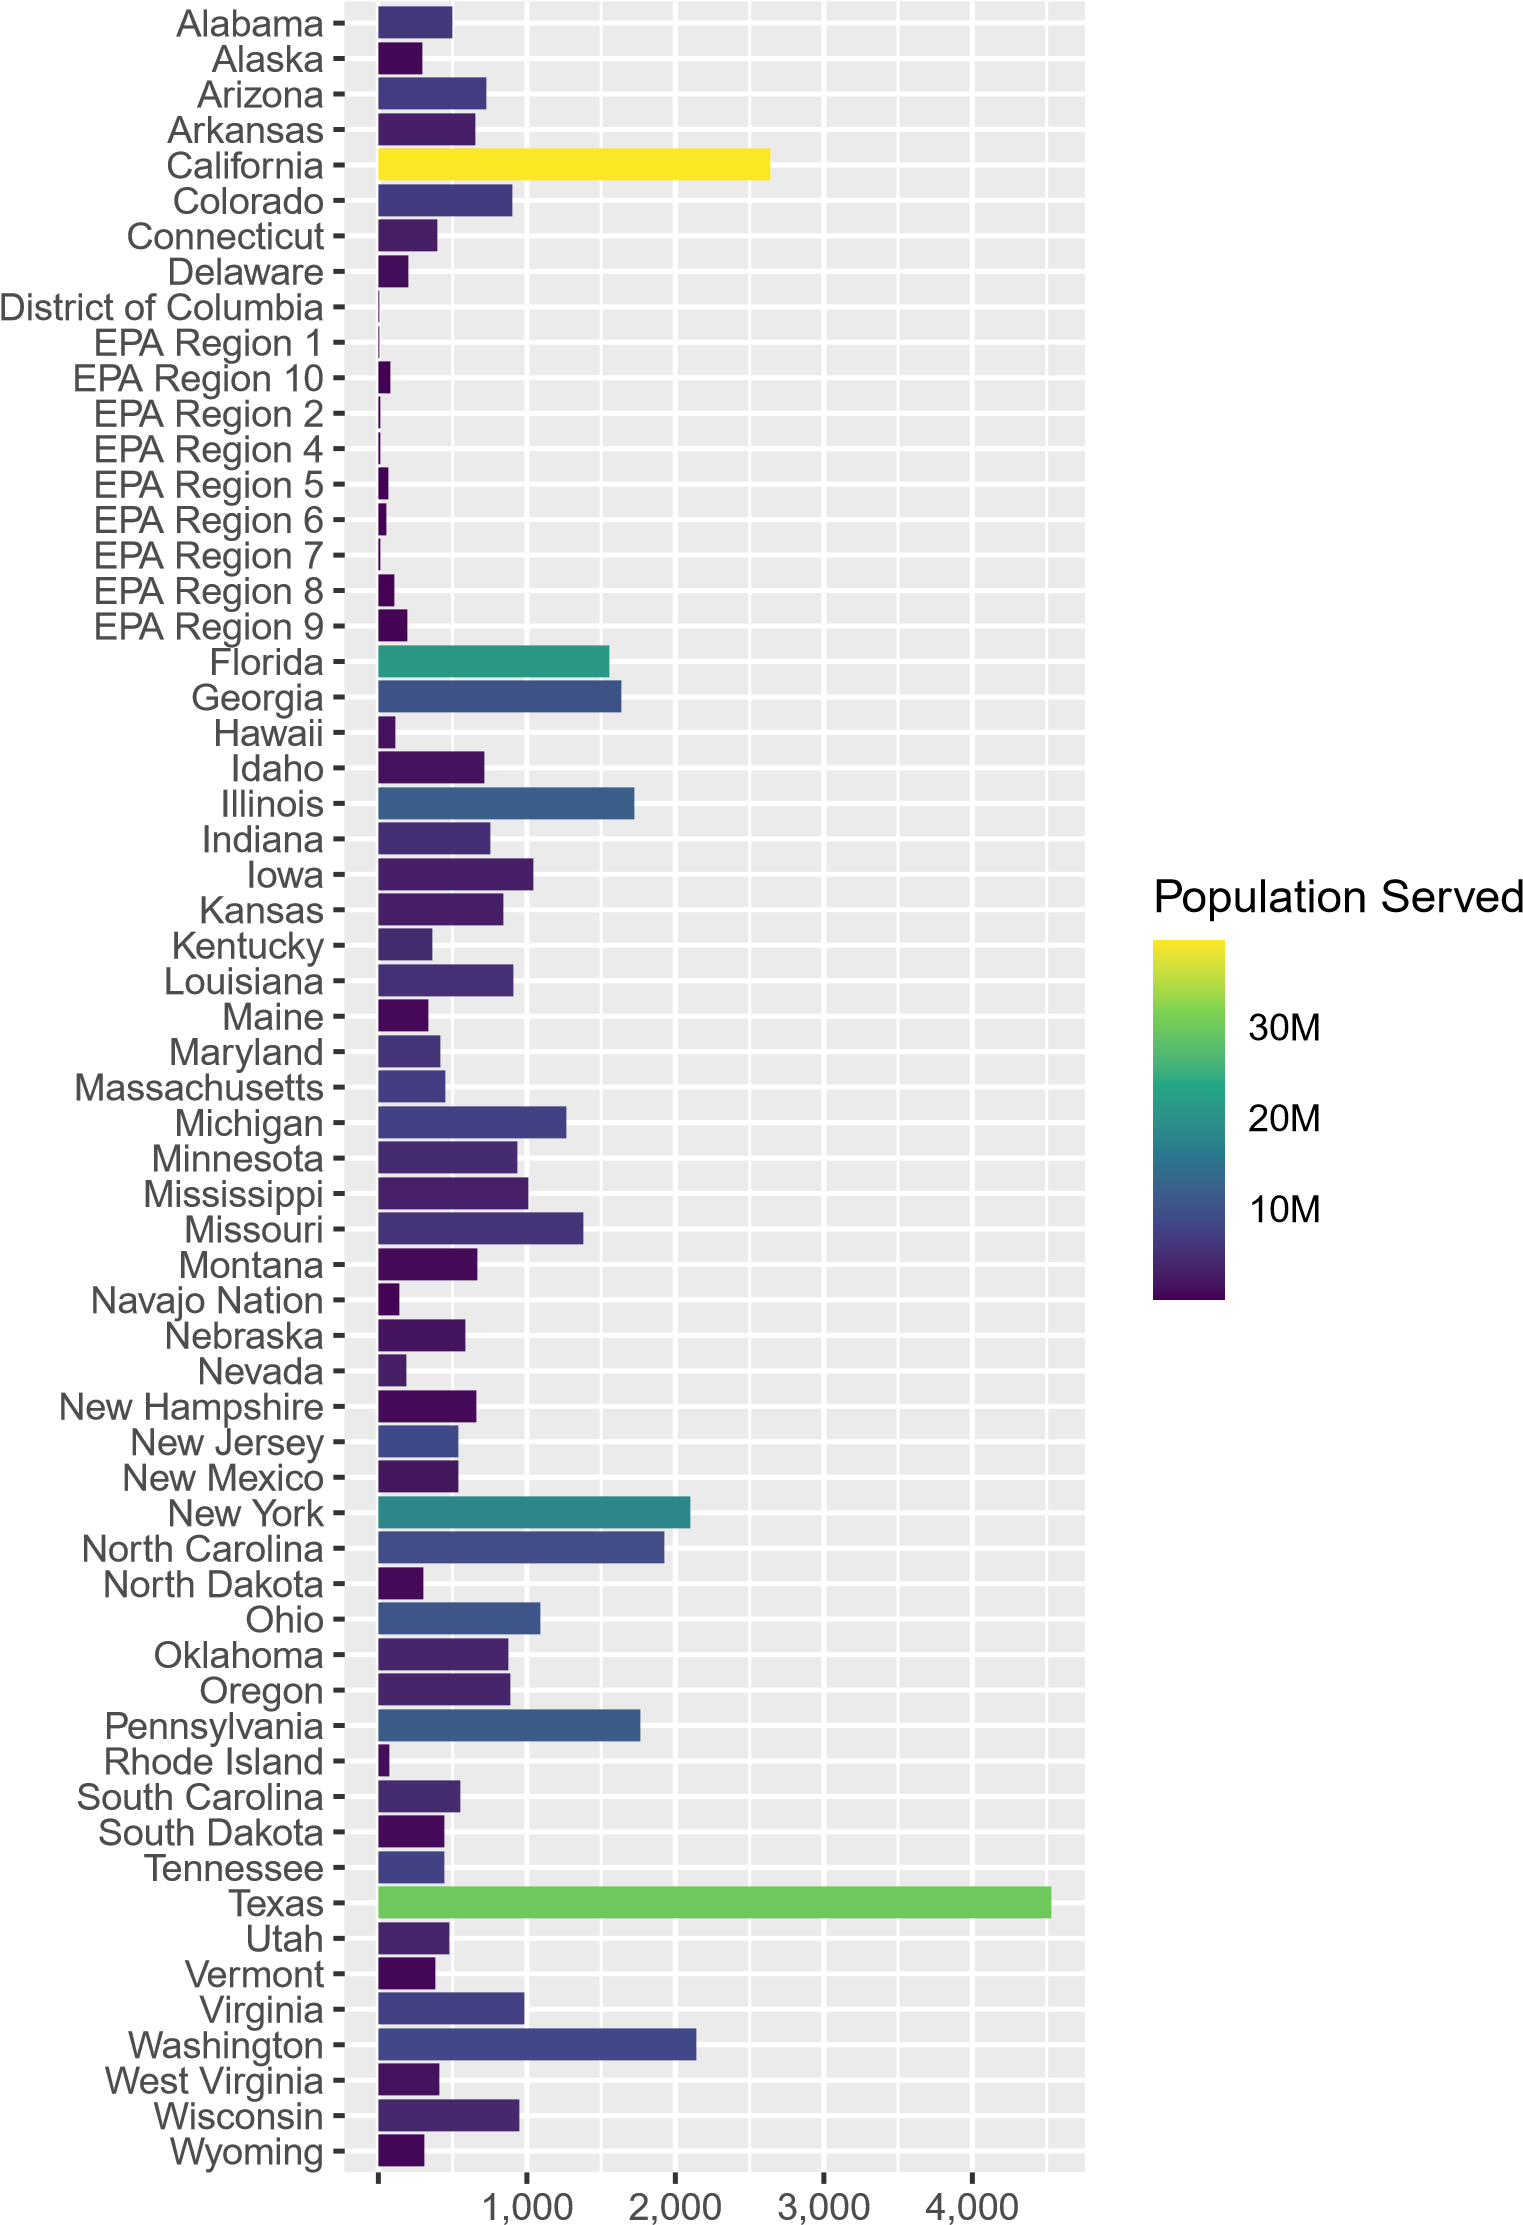 Alabama
Alaska
Arizona
Arkansas
California
Colorado
Connecticut
Delaware
District of Columbia
EPA Region 1
EPA Region 10
EPA Region 2
EPA Region 4
EPA Region 5
EPA Region 6
EPA Region 7
EPA Region 8
EPA Region 9
Florida
Georgia
Hawaii
Idaho
Illinois
Indiana
Iowa
Kansas
Kentucky
Louisiana
Maine
Maryland
Massachusetts
Michigan
Minnesota
Mississippi
Missouri
Montana
Navajo Nation
Nebraska
Nevada
New Hampshire
New Jersey
New Mexico
New York
North Carolina
North Dakota
Ohio
Oklahoma
Oregon
Pennsylvania
Rhode Island
South Carolina
South Dakota
Tennessee
Texas
Utah
Vermont
Virginia
Washington
West Virginia
Wisconsin
Wyoming
1,000 2,000 3,000 4,000
Population Served
30M
20M
10M